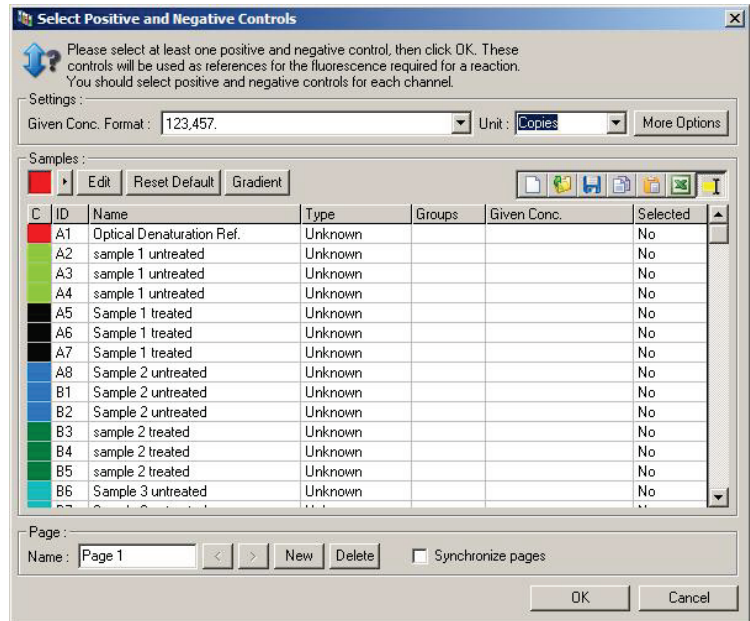 Select Positive and Negative Controls
Please select at least one positive and negative control, then click OK. These
controls will be used as references for the fluorescence required for a reaction.
You should select positive and negative controls for each channel.
Settings :
Given Conc. Format : 123,457. Unit : Copies More Options
Samples :
Edit Reset Default Gradient
C ID Name Type Groups Given Conc. Selected
A1 Optical Denaturation Ref. Unknown No
A2 sample 1 untreated Unknown No
A3 sample 1 untreated Unknown No
A4 sample 1 untreated Unknown No
A5 Sample 1 treated Unknown No
A6 Sample 1 treated Unknown No
A7 Sample 1 treated Unknown No
A8 Sample 2 untreated Unknown No
B1 Sample 2 untreated Unknown No
B2 Sample 2 untreated Unknown No
B3 sample 2 treated Unknown No
B4 sample 2 treated Unknown No
B5 sample 2 treated Unknown No
B6 Sample 3 untreated Unknown No
Page :
Name : Page 1 < > New Delete Synchronize pages
OK Cancel